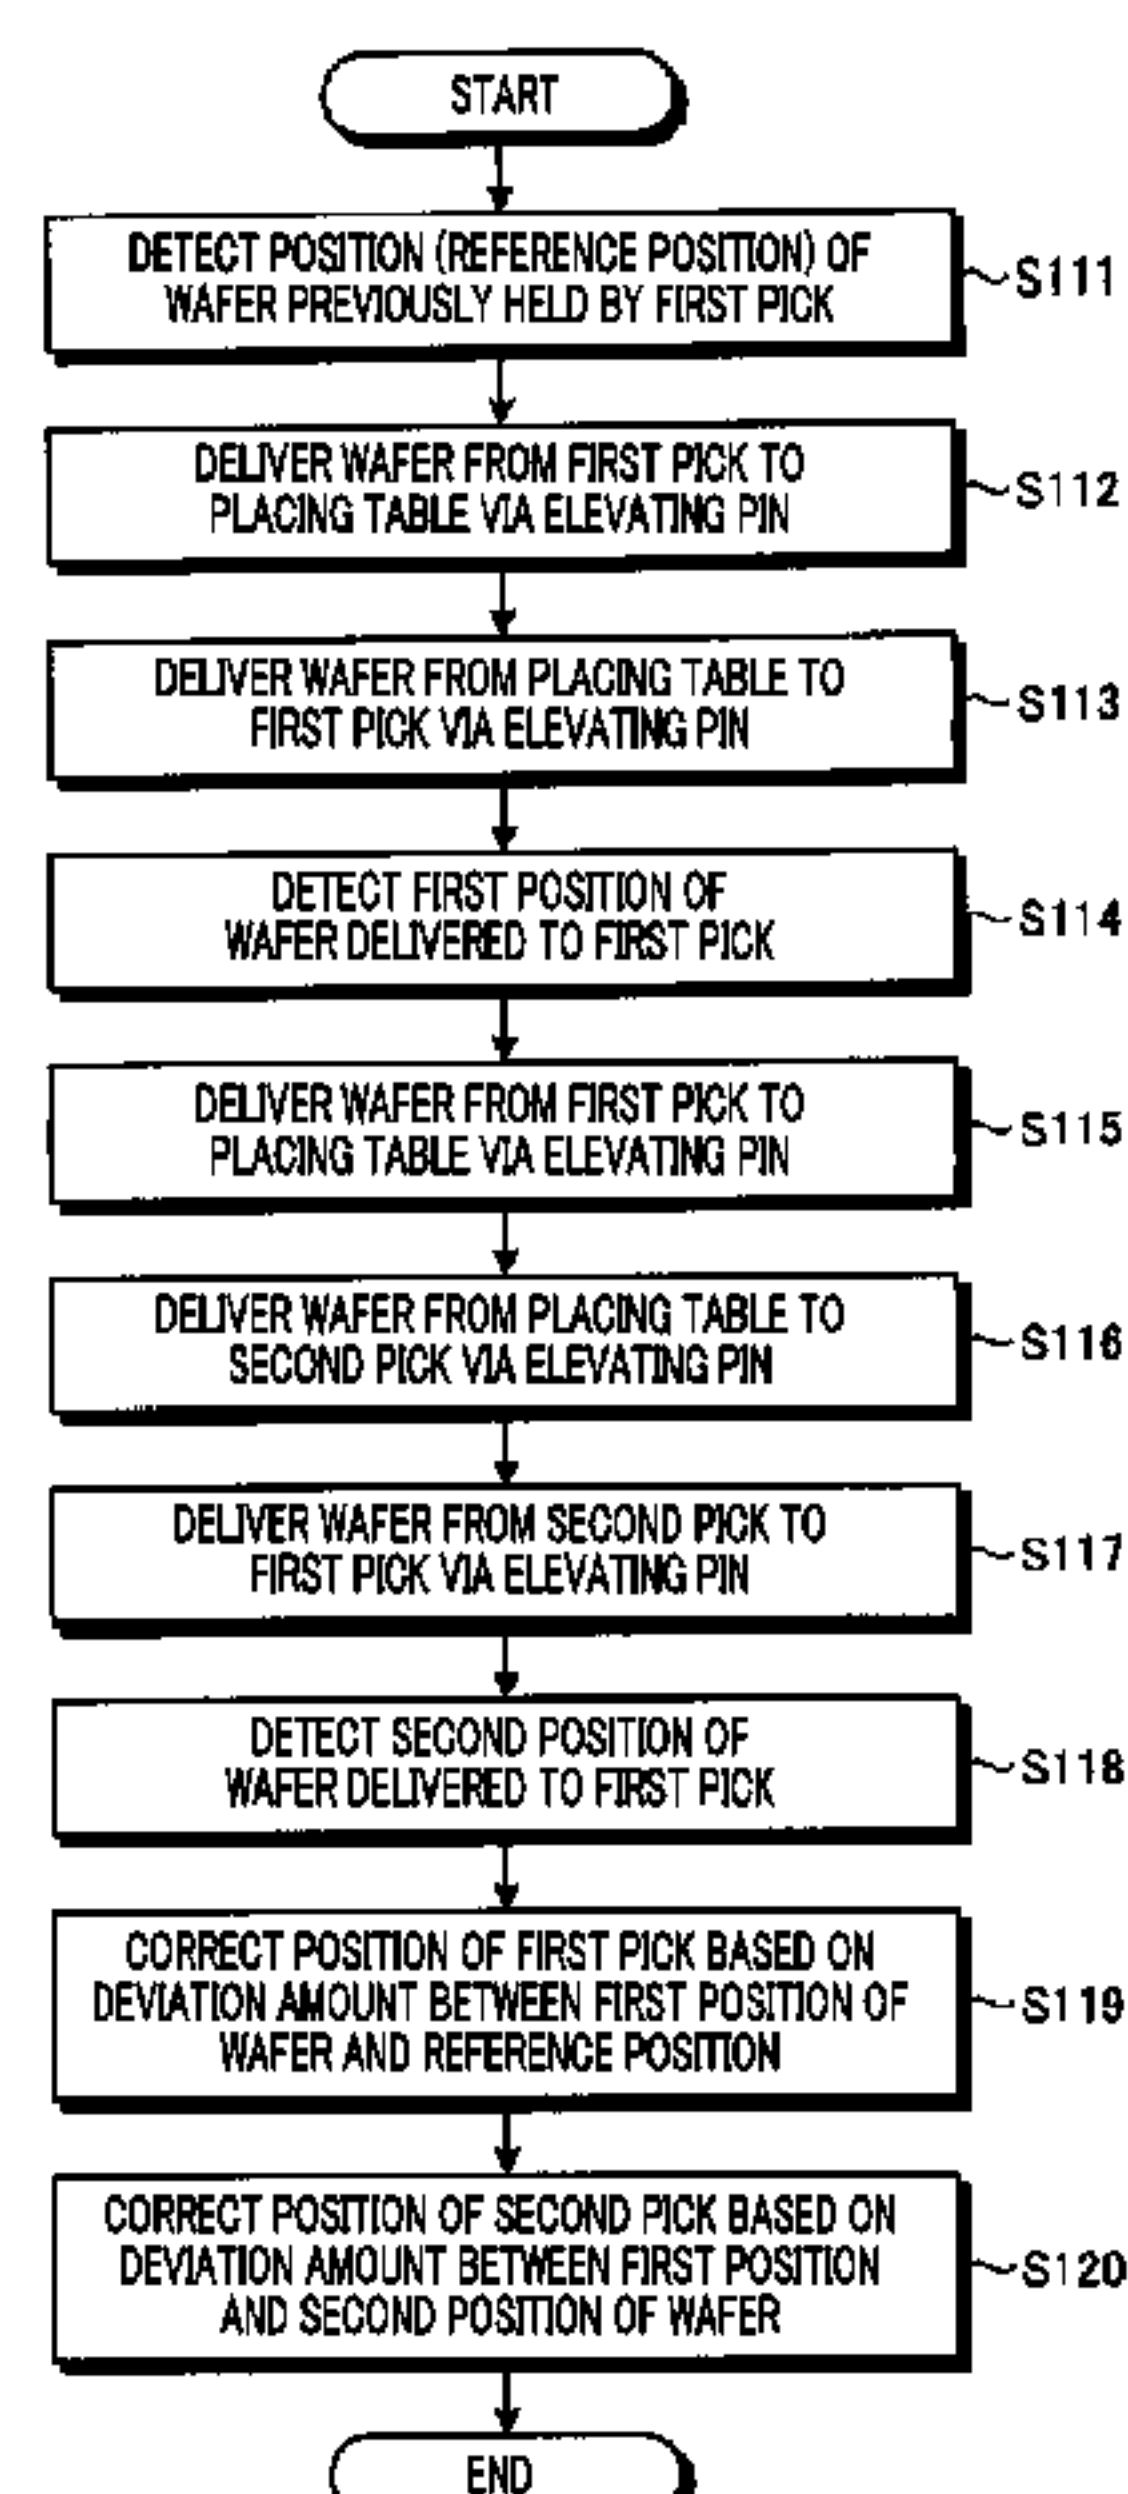 START
DETECT POSITION (REFERENCE POSITION) OF
WAFER PREVIOUSLY HELD BY FIRST PICK
S111
DELIVER WAFER FROM FIRST PICK TO
PLACING TABLE VIA ELEVATING PIN
S112
DELIVER WAFER FROM PLACING TABLE TO
FIRST PICK VIA ELEVATING PIN
S113
DETECT FIRST POSITION OF
WAFER DELIVERED TO FIRST PICK
S114
DELIVER WAFER FROM FIRST PICK TO
PLACING TABLE VIA ELEVATING PIN
S115
DELIVER WAFER FROM PLACING TABLE TO
SECOND PICK VIA ELEVATING PIN
S116
DELIVER WAFER FROM SECOND PICK TO
FIRST PICK VIA ELEVATING PIN
S117
DETECT SECOND POSITION OF
WAFER DELIVERED TO FIRST PICK
S118
CORRECT POSITION OF FIRST PICK BASED ON
DEVIATION AMOUNT BETWEEN FIRST POSITION OF
WAFER AND REFERENCE POSITION
S119
CORRECT POSITION OF SECOND PICK BASED ON
DEVIATION AMOUNT BETWEEN FIRST POSITION
AND SECOND POSITION OF WAFER
S120
END